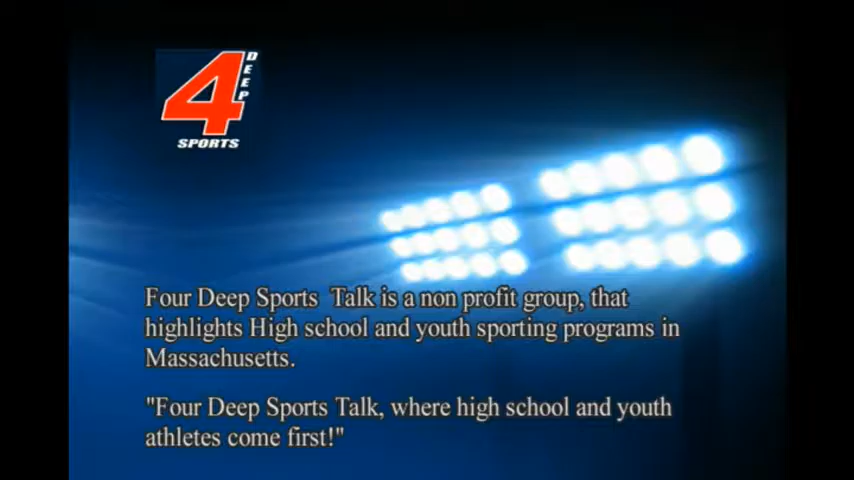 4
DEEP
SPORTS
Four Deep Sports  Talk is a non profit group, that
highlights High school and youth sporting programs in
Massachusetts.
"Four Deep Sports Talk, where high school and youth
athletes come first!"